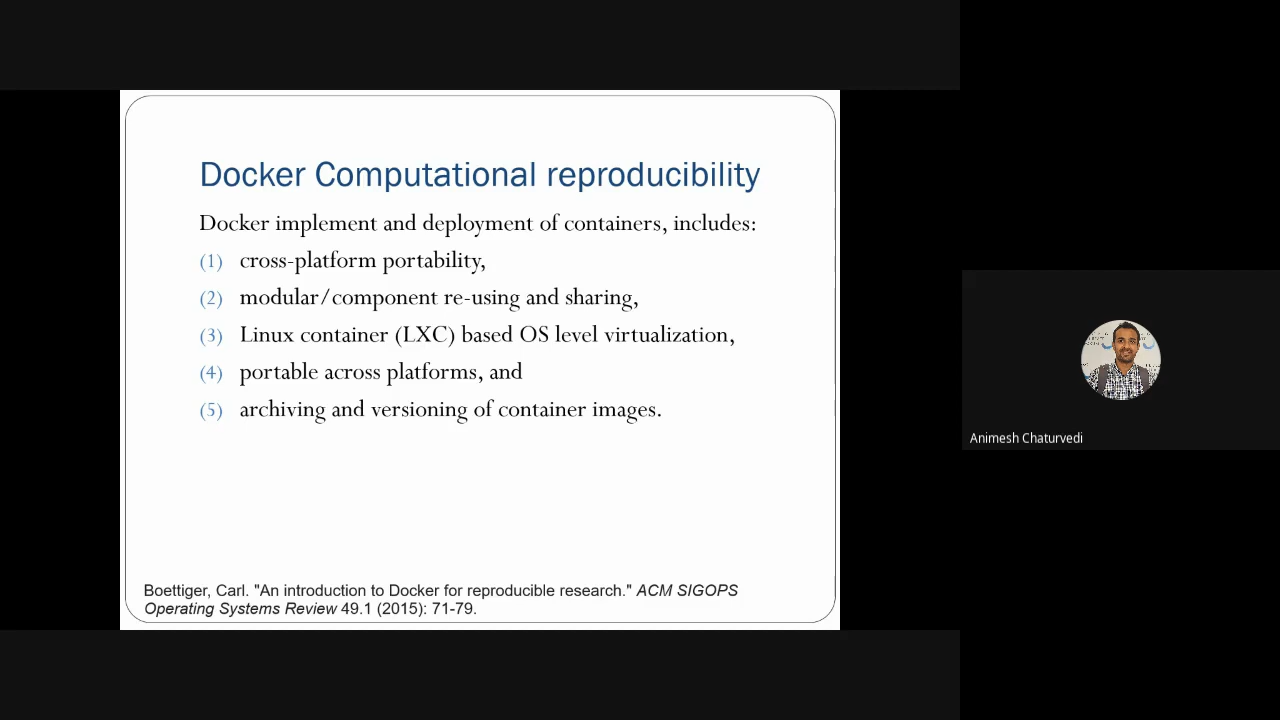 Docker Computational reproducibility
Docker implement and deployment of containers, includes:
(1) cross-platform portability,
(2) modular/component re-using and sharing,
(3) Linux container (LXC) based OS level virtualization,
(4) portable across platforms, and
(5) archiving and versioning of container images.
Boettiger, Carl. "An introduction to Docker for reproducible research." ACM SIGOPS
Operating Systems Review 49.1 (2015): 71-79.
Animesh Chaturvedi